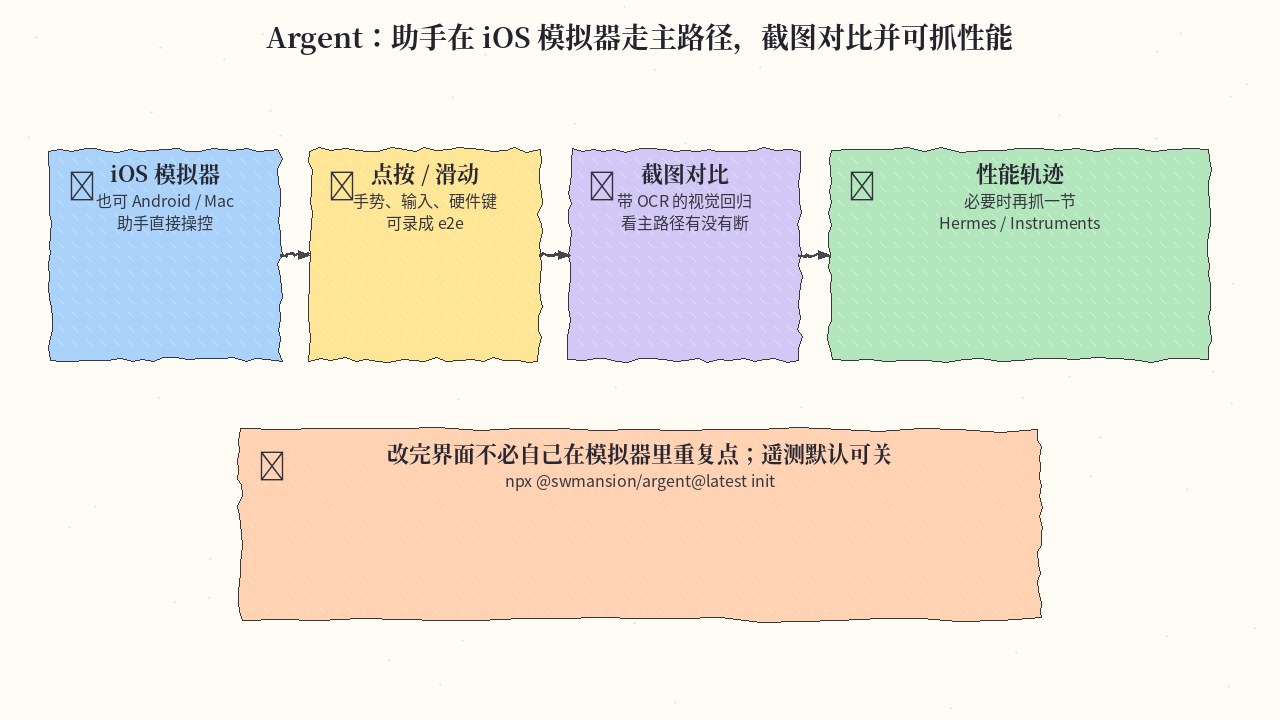 Argent：助手在 iOS 模拟器走主路径，截图对比并可抓性能
iOS 模拟器
也可 Android / Mac
助手直接操控
点按 / 滑动
手势、输入、硬件键
可录成 e2e
截图对比
带 OCR 的视觉回归
看主路径有没有断
性能轨迹
必要时再抓一节
Hermes / Instruments
改完界面不必自己在模拟器里重复点；遥测默认可关
npx @swmansion/argent@latest init